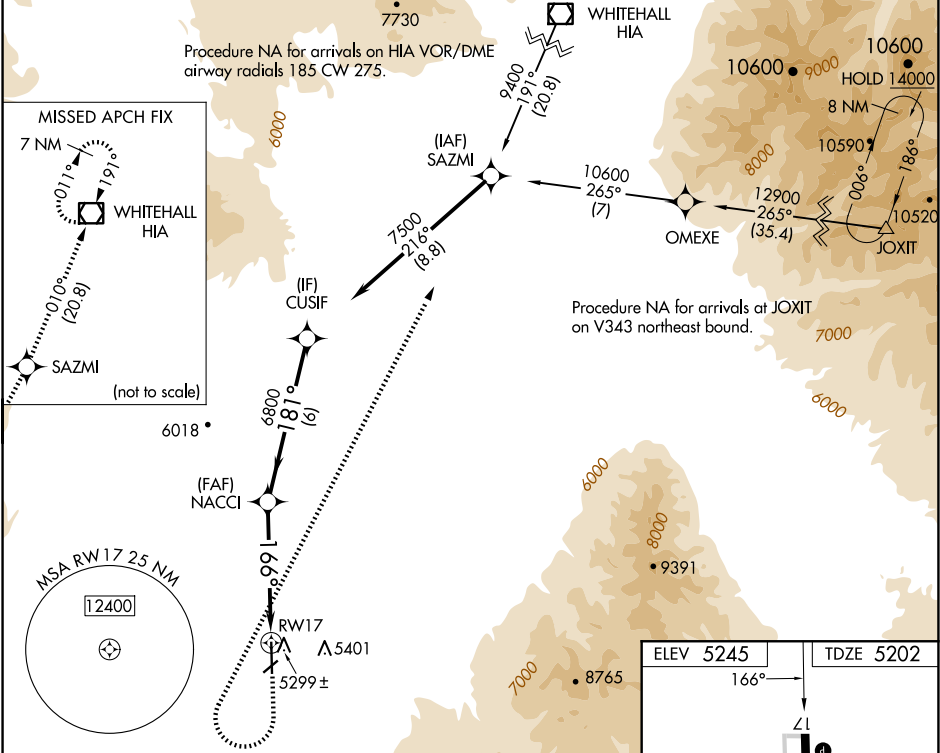 7730
WHITEHALL
HIA
Procedure NA for arrivals on HIA VOR/DME
airway radials 185 CW 275.
9400
191°
(20.8)
10600
9000
10600
HOLD 14000
8 NM
10590
186°
006°
8000
10520
JOXIT
MISSED APCH FIX
7 NM
011°
191°
WHITEHALL
HIA
010°
(20.8)
SAZMI
(not to scale)
6000
(IAF)
SAZMI
10600
265°
(7)
OMEXE
12900
265°
(35.4)
7500
216°
(8.8)
(IF)
CUSIF
Procedure NA for arrivals at JOXIT
on V343 northeast bound.
7000
6000
6800
181°
(6)
6018
(FAF)
NACCI
166°
6000
8000
9391
MSA RW17 25 NM
12400
RW17
5401
5299±
7000
8765
ELEV 5245
TDZE 5202
166°
17
P